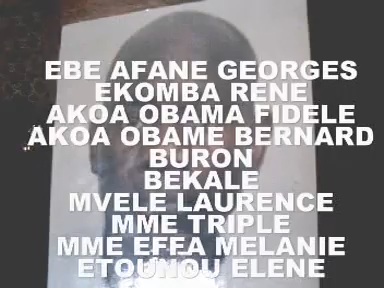 EBE AFANE GEORGES
EKOMBA RENE
AKOA OBAMA FIDELE
AKOA OBAME BERNARD
BURON
BEKALE
MVELE LAURENCE
MME TRIPLE
MME EFFA MELANIE
ETOUNOU ELENE